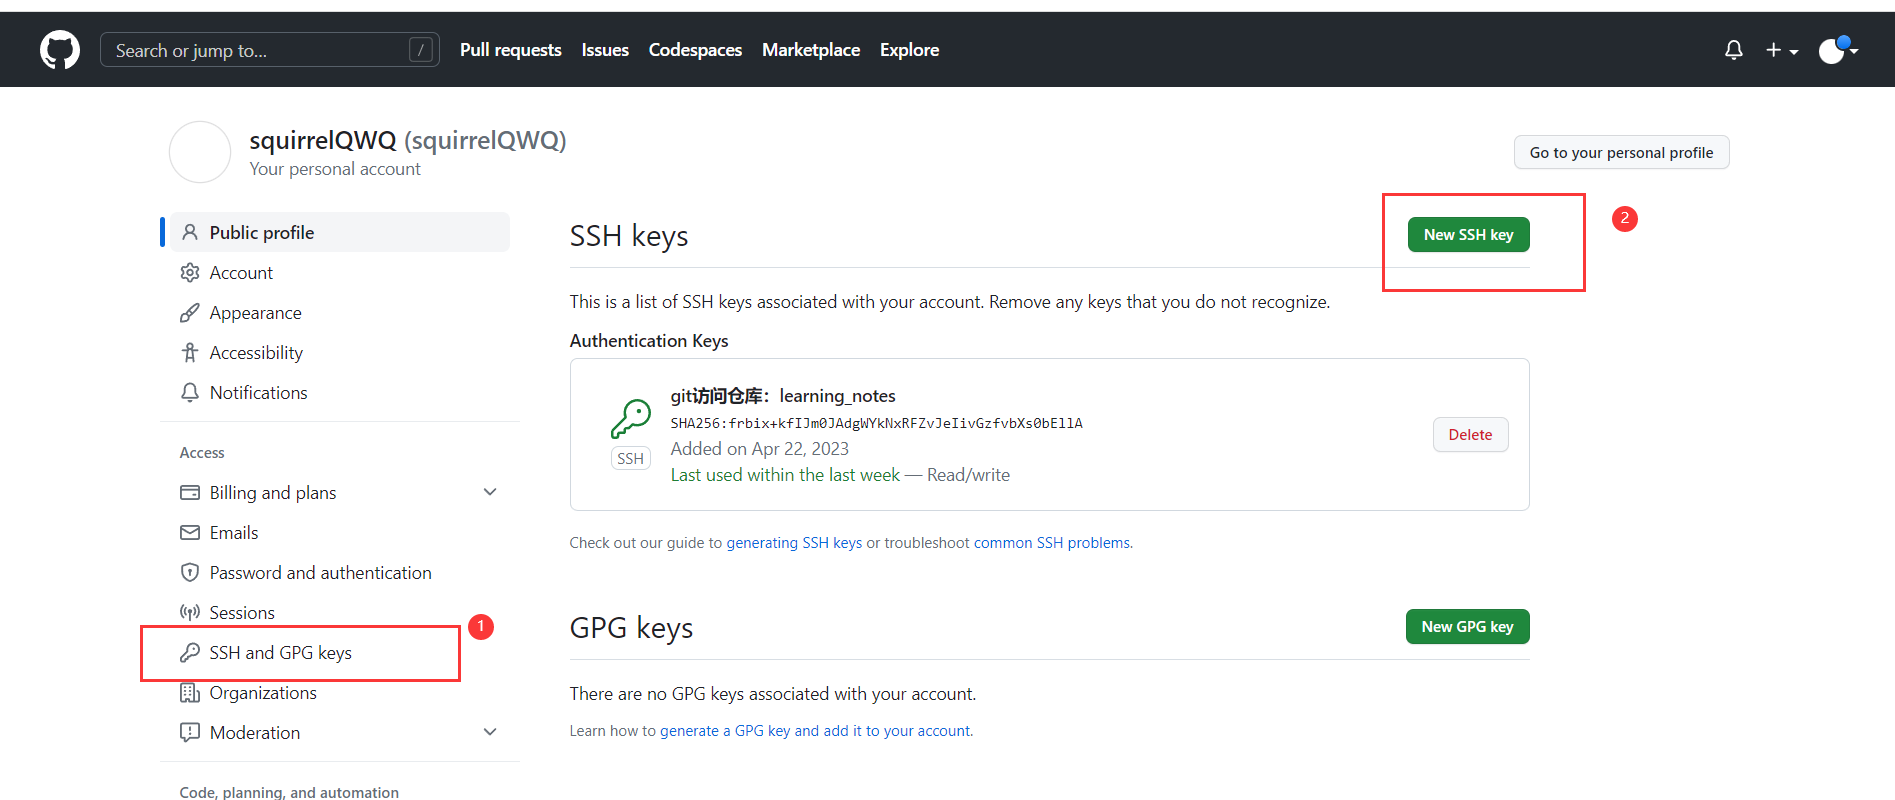 Search or jump to... /
Pull requests Issues Codespaces Marketplace Explore
squirrelQWQ (squirrelQWQ)
Your personal account
Go to your personal profile
Public profile
Account
Appearance
Accessibility
Notifications
Access
Billing and plans
Emails
Password and authentication
Sessions
1
SSH and GPG keys
Organizations
Moderation
Code, planning, and automation
SSH keys
New SSH key
2
This is a list of SSH keys associated with your account. Remove any keys that you do not recognize.
Authentication Keys
git访问仓库：learning_notes
SHA256:frbix+kfIJm0JAdgWYkNxRFZvJeIivGzfvbXs0bEllA
Added on Apr 22, 2023
Last used within the last week — Read/write
SSH
Delete
Check out our guide to generating SSH keys or troubleshoot common SSH problems.
GPG keys
New GPG key
There are no GPG keys associated with your account.
Learn how to generate a GPG key and add it to your account.